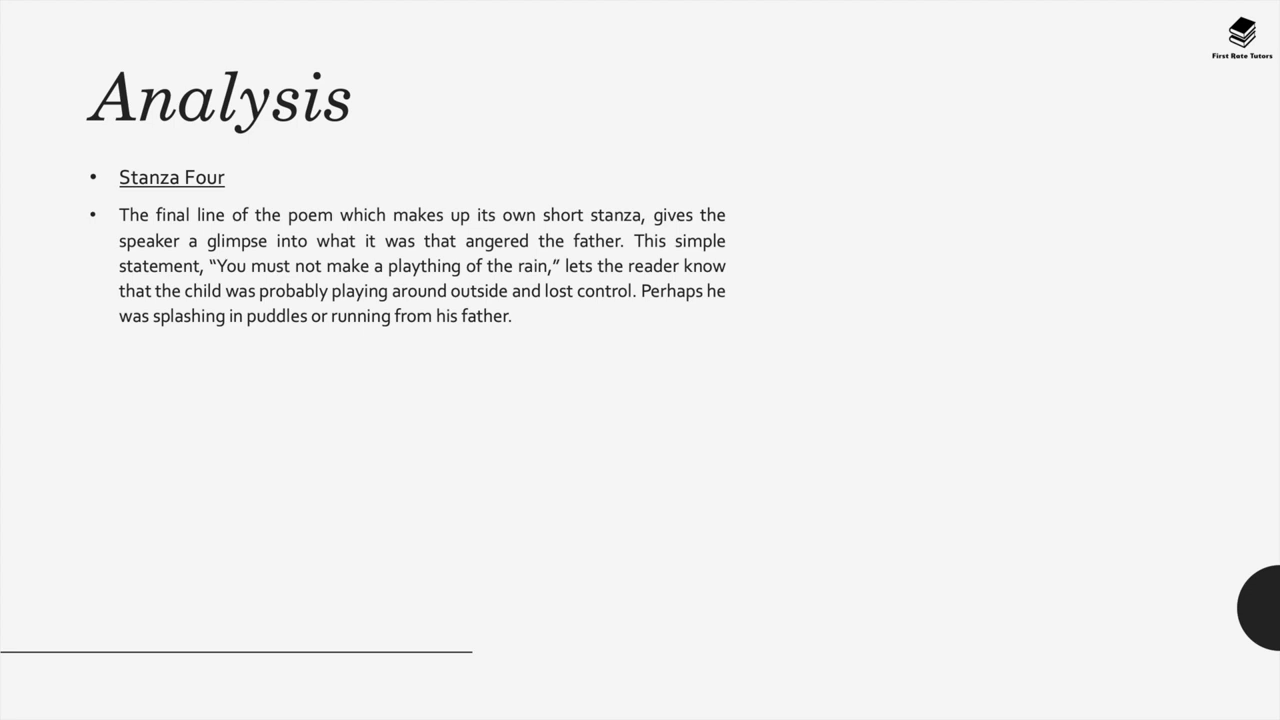 First Rate Tutors
Analysis
• Stanza Four
• The final line of the poem which makes up its own short stanza, gives the
speaker a glimpse into what it was that angered the father. This simple
statement, “You must not make a plaything of the rain,” lets the reader know
that the child was probably playing around outside and lost control. Perhaps he
was splashing in puddles or running from his father.